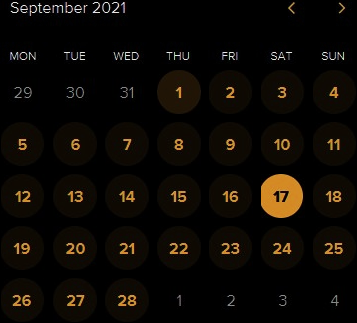 September 2021
MON TUE WED THU FRI SAT SUN
29 30 31 1 2 3 4
5 6 7 8 9 10 11
12 13 14 15 16 17 18
19 20 21 22 23 24 25
26 27 28 1 2 3 4